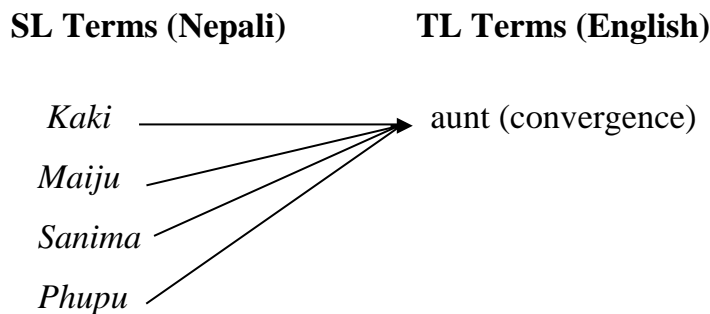 SL Terms (Nepali) TL Terms (English)
Kaki aunt (convergence)
Maiju
Sanima
Phupu